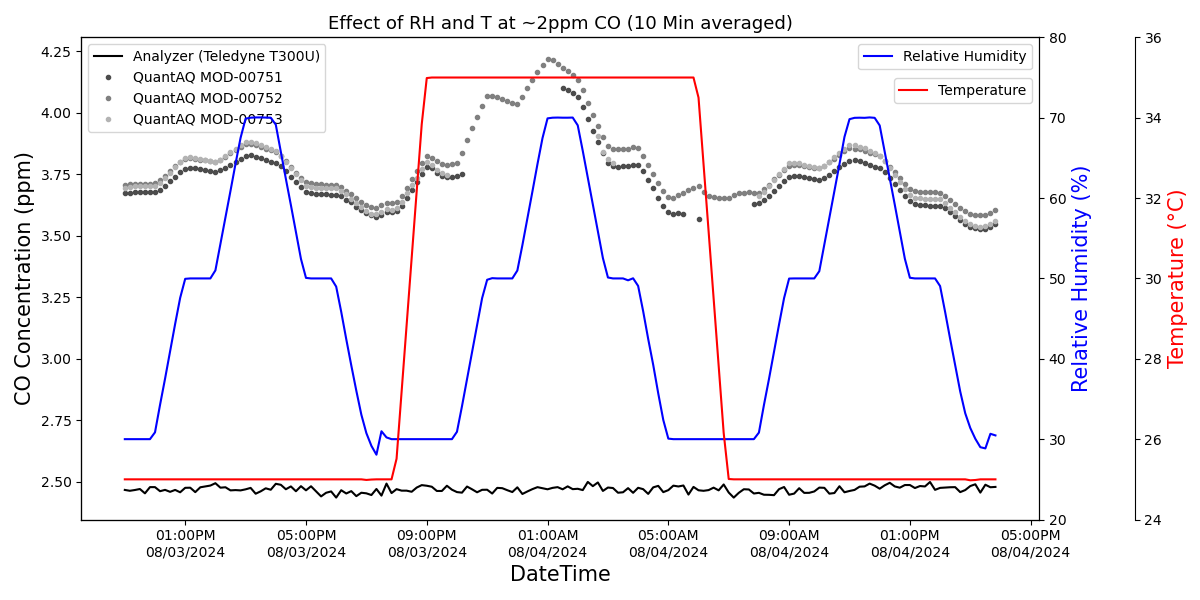 Effect of RH and T at ~2ppm CO (10 Min averaged)
Analyzer (Teledyne T300U)
QuantAQ MOD-00751
QuantAQ MOD-00752
QuantAQ MOD-00753
Relative Humidity
Temperature
CO Concentration (ppm)
4.25
4.00
3.75
3.50
3.25
3.00
2.75
2.50
80
70
60
50
40
30
20
Relative Humidity (%)
36
34
32
30
28
26
24
Temperature (°C)
01:00PM 05:00PM 09:00PM 01:00AM 05:00AM 09:00AM 01:00PM 05:00PM
08/03/2024 08/03/2024 08/03/2024 08/04/2024 08/04/2024 08/04/2024 08/04/2024 08/04/2024
DateTime